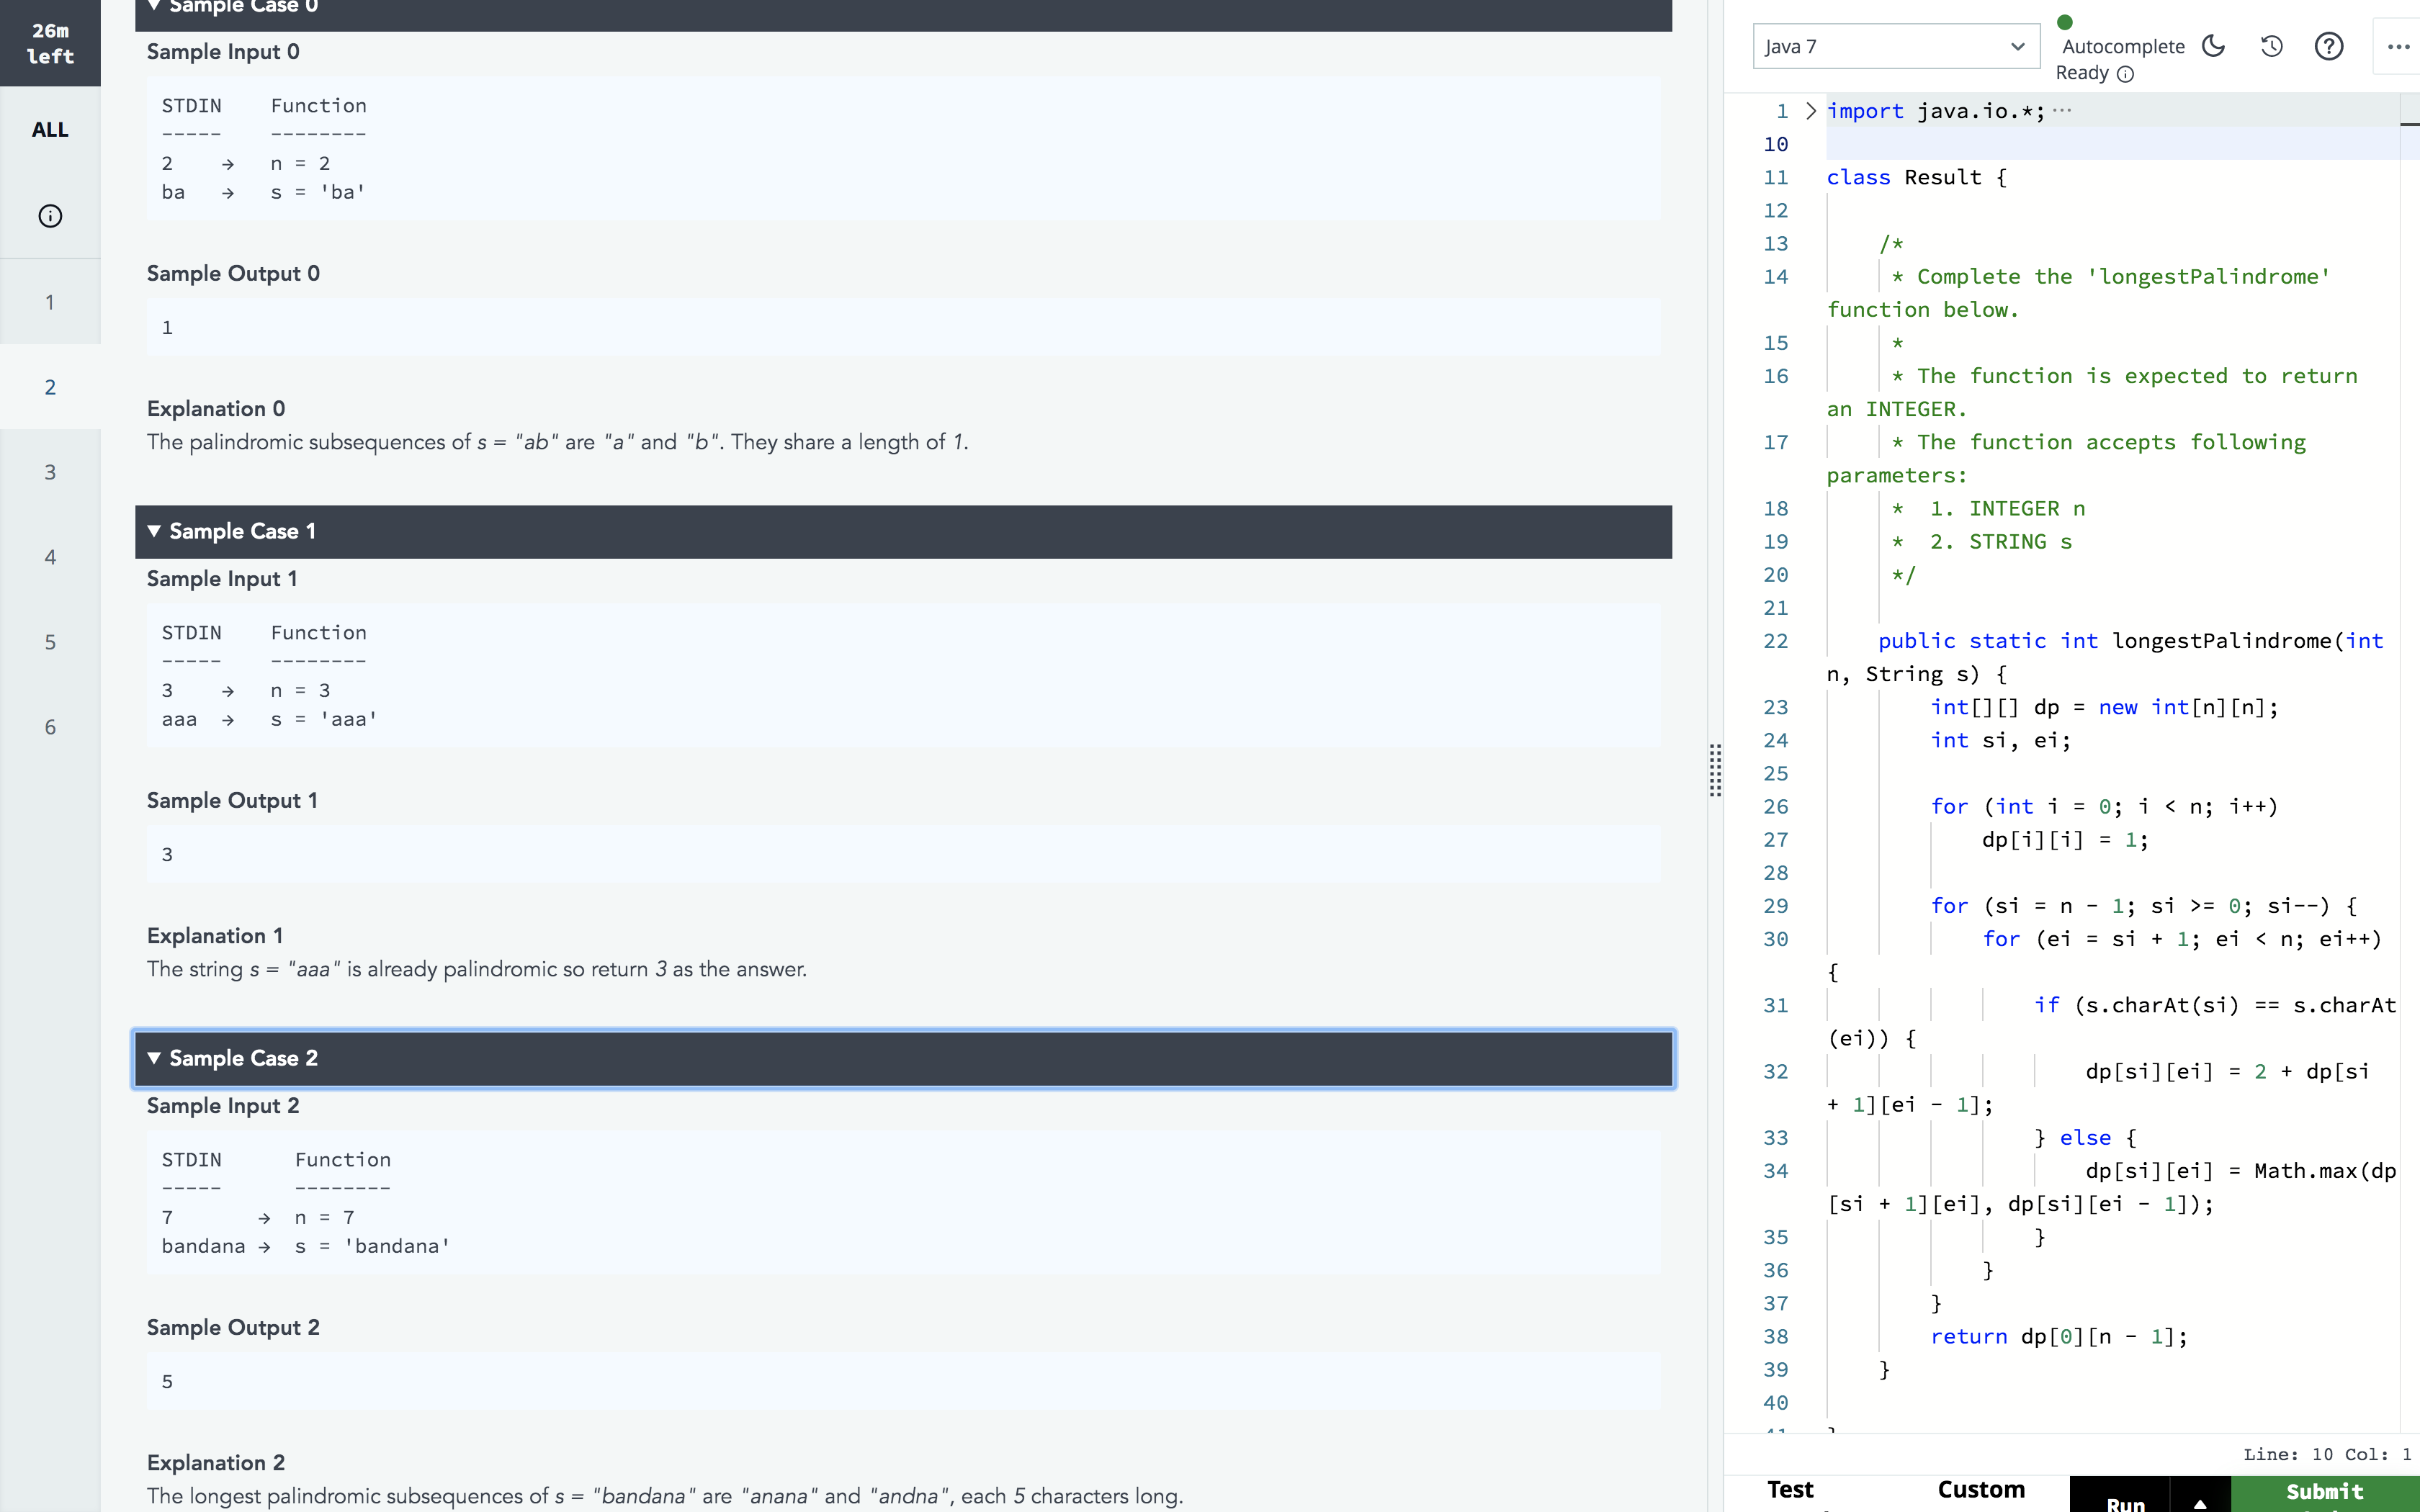 26m
left
ALL
1
2
3
4
5
6
▼ Sample Case 0
Sample Input 0
STDIN    Function
-----    --------
2    →   n = 2
ba   →   s = 'ba'
Sample Output 0
1
Explanation 0
The palindromic subsequences of s = "ab" are "a" and "b". They share a length of 1.
▼ Sample Case 1
Sample Input 1
STDIN    Function
-----    --------
3    →   n = 3
aaa  →   s = 'aaa'
Sample Output 1
3
Explanation 1
The string s = "aaa" is already palindromic so return 3 as the answer.
▼ Sample Case 2
Sample Input 2
STDIN      Function
-----      --------
7       →  n = 7
bandana →  s = 'bandana'
Sample Output 2
5
Explanation 2
The longest palindromic subsequences of s = "bandana" are "anana" and "andna", each 5 characters long.
Java 7
Autocomplete
Ready
1 > import java.io.*; ···
10
11 class Result {
12
13     /*
14      * Complete the 'longestPalindrome'
function below.
15      *
16      * The function is expected to return
an INTEGER.
17      * The function accepts following
parameters:
18      *  1. INTEGER n
19      *  2. STRING s
20      */
21
22     public static int longestPalindrome(int
n, String s) {
23         int[][] dp = new int[n][n];
24         int si, ei;
25
26         for (int i = 0; i < n; i++)
27             dp[i][i] = 1;
28
29         for (si = n - 1; si >= 0; si--) {
30             for (ei = si + 1; ei < n; ei++)
{
31                 if (s.charAt(si) == s.charAt
(ei)) {
32                     dp[si][ei] = 2 + dp[si
+ 1][ei - 1];
33                 } else {
34                     dp[si][ei] = Math.max(dp
[si + 1][ei], dp[si][ei - 1]);
35                 }
36             }
37         }
38         return dp[0][n - 1];
39     }
40
41 }
Line: 10 Col: 1
Test
Custom
Run
Submit